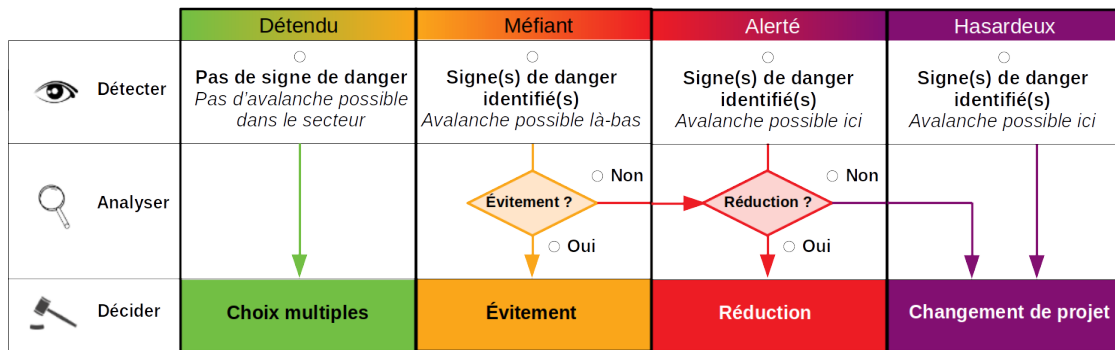 Détendu
Méfiant
Alerté
Hasardeux
Détecter
Pas de signe de danger
Pas d'avalanche possible
dans le secteur
Signe(s) de danger
identifié(s)
Avalanche possible là-bas
Signe(s) de danger
identifié(s)
Avalanche possible ici
Signe(s) de danger
identifié(s)
Avalanche possible ici
Analyser
Évitement ?
Non
Oui
Réduction ?
Non
Oui
Décider
Choix multiples
Évitement
Réduction
Changement de projet